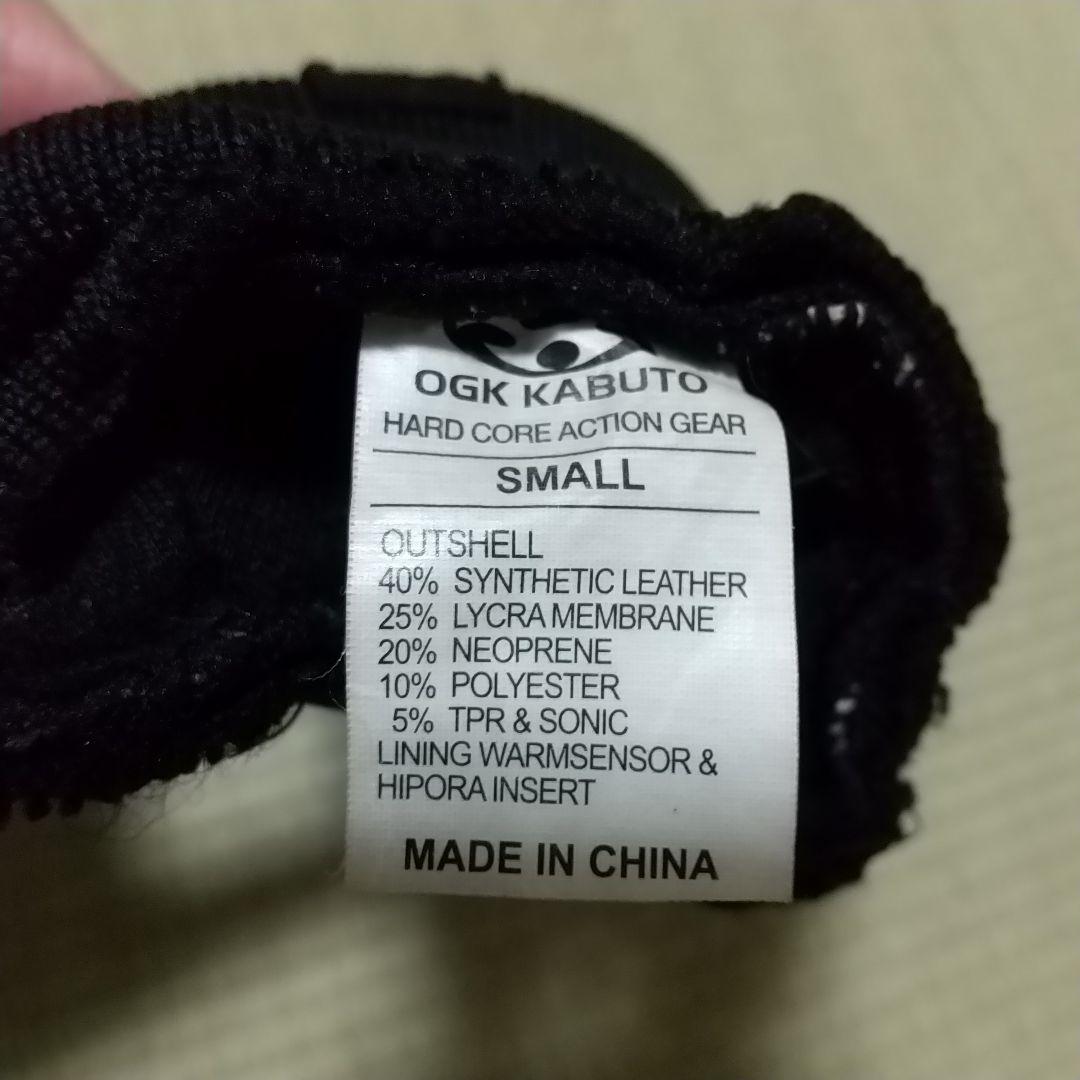 OGK KABUTO
HARD CORE ACTION GEAR
SMALL
OUTSHELL
40% SYNTHETIC LEATHER
25% LYCRA MEMBRANE
20% NEOPRENE
10% POLYESTER
5% TPR & SONIC
LINING WARMSENSOR &
HIPORA INSERT
MADE IN CHINA